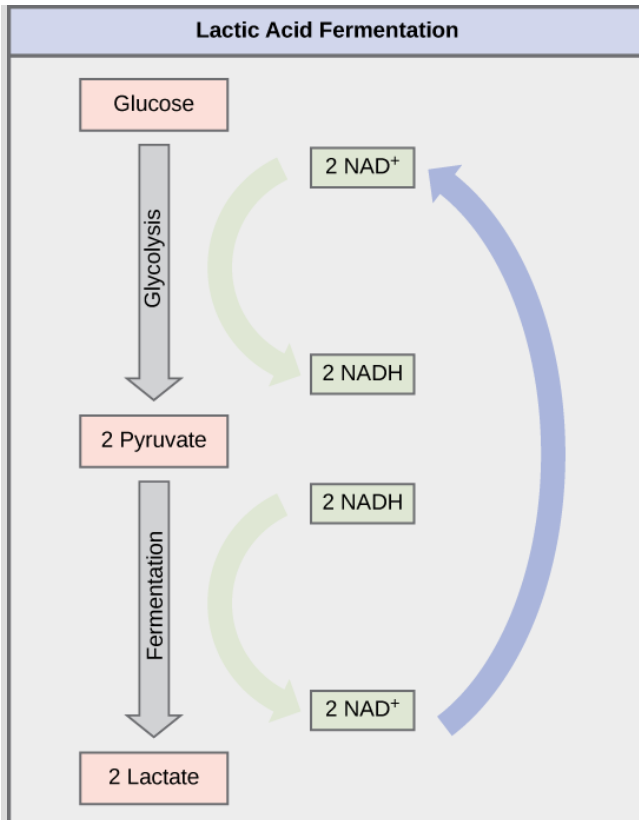 Lactic Acid Fermentation
Glucose
2 NAD⁺
Glycolysis
2 NADH
2 Pyruvate
2 NADH
Fermentation
2 NAD⁺
2 Lactate